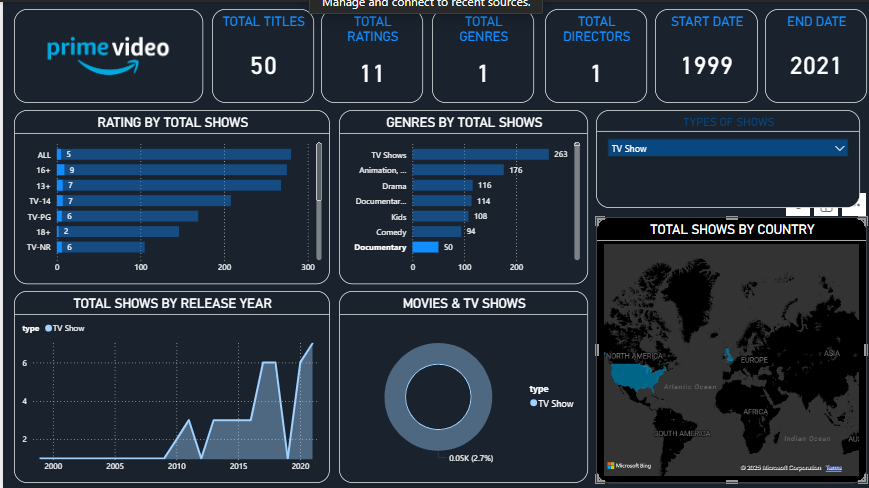 Manage and connect to recent sources.
prime video
TOTAL TITLES
50
TOTAL
RATINGS
11
TOTAL
GENRES
1
TOTAL
DIRECTORS
1
START DATE
1999
END DATE
2021
RATING BY TOTAL SHOWS
ALL 5
16+ 9
13+ 7
TV-14 7
TV-PG 6
18+ 2
TV-NR 6
0 100 200 300
GENRES BY TOTAL SHOWS
TV Shows 263
Animation, ... 176
Drama 116
Documentar... 114
Kids 108
Comedy 94
Documentary 50
0 100 200
TYPES OF SHOWS
TV Show
TOTAL SHOWS BY COUNTRY
NORTH AMERICA
EUROPE
ASIA
Atlantic Ocean
AFRICA
SOUTH AMERICA
Indian Ocean
AU
Microsoft Bing
© 2025 Microsoft Corporation Terms
TOTAL SHOWS BY RELEASE YEAR
type TV Show
6
4
2
2000 2005 2010 2015 2020
MOVIES & TV SHOWS
type
TV Show
0.05K (2.7%)